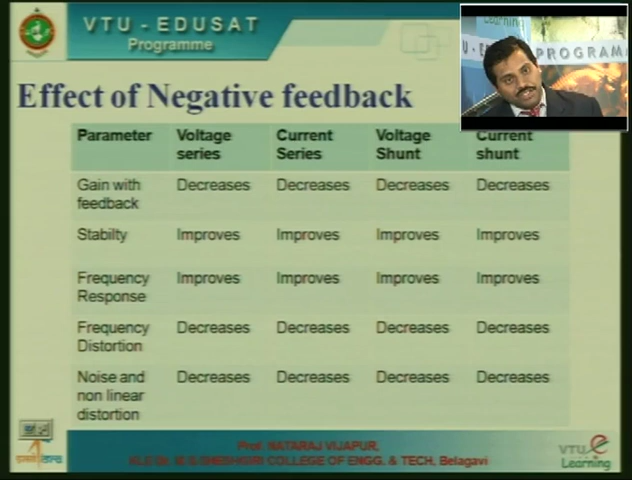 VTU - EDUSAT
Programme
Learning
U - E PROGRAM
Effect of Negative feedback
Parameter Voltage series Current Series Voltage Shunt Current shunt
Gain with feedback Decreases Decreases Decreases Decreases
Stabilty Improves Improves Improves Improves
Frequency Response Improves Improves Improves Improves
Frequency Distortion Decreases Decreases Decreases Decreases
Noise and non linear distortion Decreases Decreases Decreases Decreases
Prof. NATARAJ VIJAPUR,
COLLEGE OF ENGG. & TECH, Belagavi
VTU e
Learning